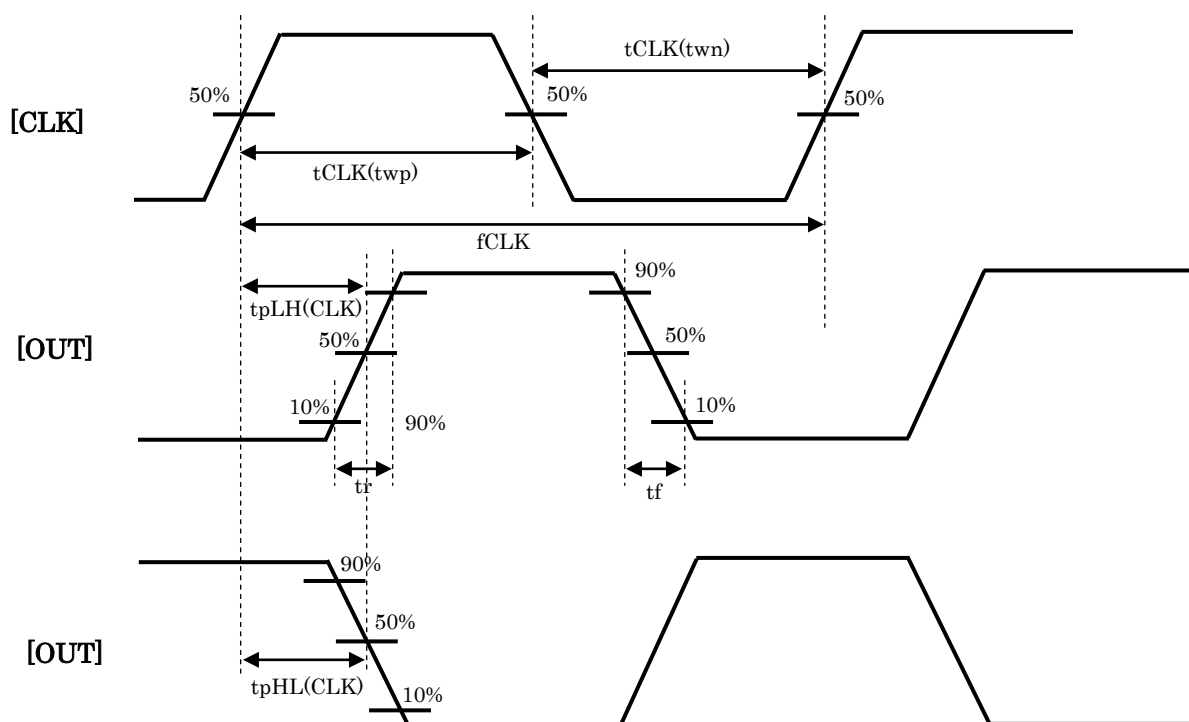 tCLK(twn)
50%
50%
50%
[CLK]
tCLK(twp)
fCLK
90%
tpLH(CLK)
50%
50%
[OUT]
10%
10%
90%
tr
tf
90%
50%
[OUT]
tpHL(CLK)
10%